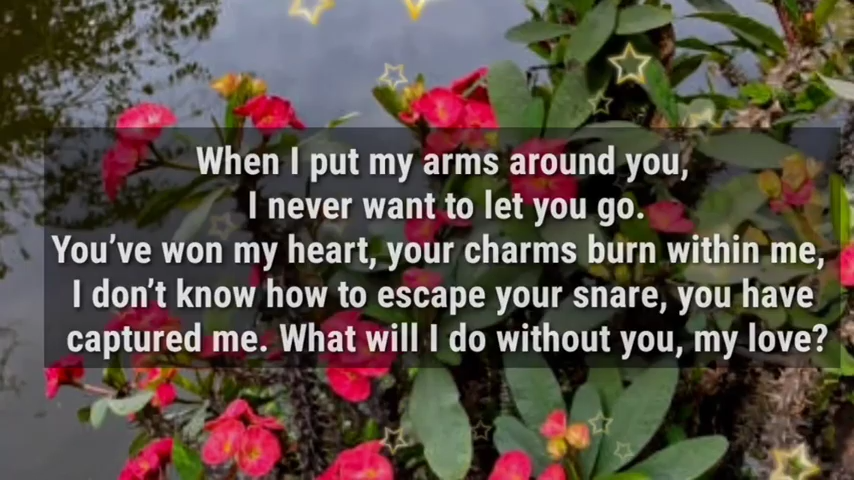 When I put my arms around you,
I never want to let you go.
You’ve won my heart, your charms burn within me,
I don’t know how to escape your snare, you have
captured me. What will I do without you, my love?